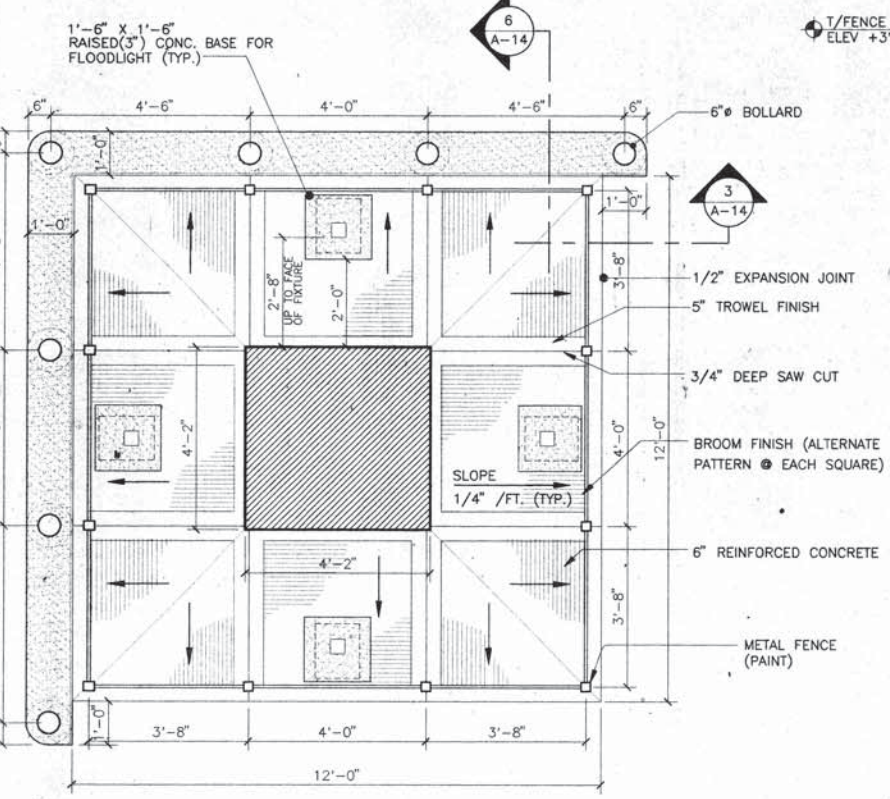 1'-6" X 1'-6"
RAISED(3") CONC. BASE FOR
FLOODLIGHT (TYP.)
6
A-14
T/FENCE
ELEV +3'
6"
4'-6"
4'-0"
4'-6"
6"
6"ø BOLLARD
1'-0"
3
A-14
1'-0"
1'-0"
2'-8"
UP TO FACE
OF FIXTURE
2'-0"
3'-8"
1/2" EXPANSION JOINT
5" TROWEL FINISH
3/4" DEEP SAW CUT
4'-2"
4'-0"
12'-0"
BROOM FINISH (ALTERNATE
PATTERN @ EACH SQUARE)
SLOPE
1/4" /FT. (TYP.)
4'-2"
6" REINFORCED CONCRETE
3'-8"
METAL FENCE
(PAINT)
1'-0"
3'-8"
4'-0"
3'-8"
12'-0"